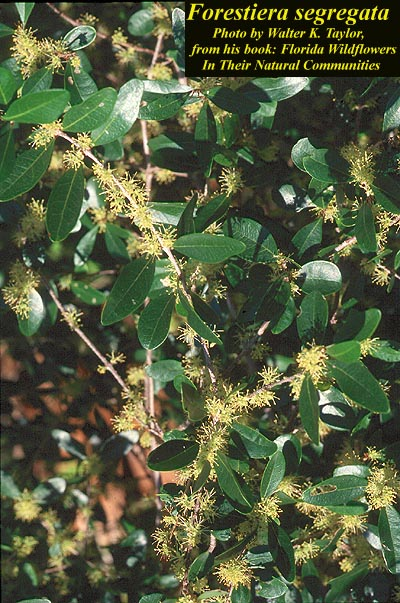 Forestiera segregata
Photo by Walter K. Taylor,
from his book: Florida Wildflowers
In Their Natural Communities